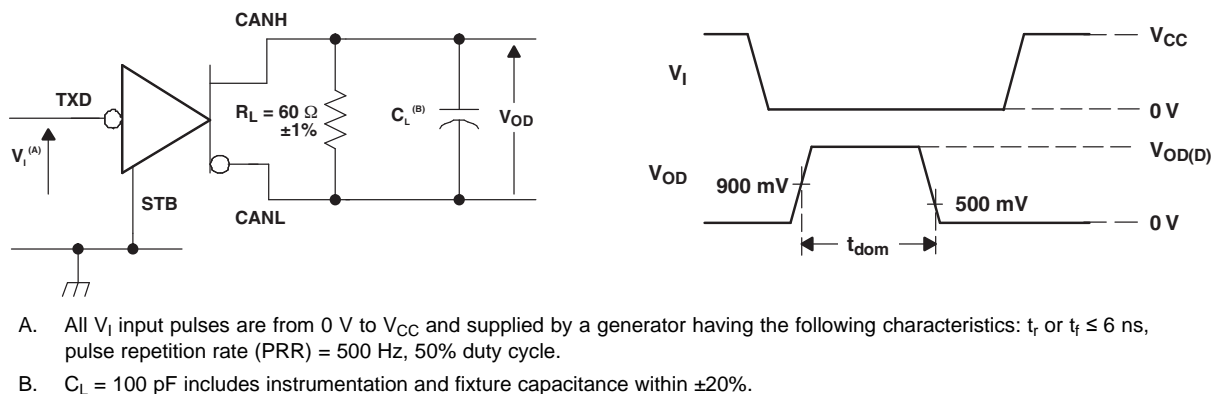 CANH
TXD
R_L = 60 Ω
±1%
C_L (B)
V_OD
V_I (A)
STB
CANL
V_I
V_CC
0 V
V_OD
900 mV
V_OD(D)
500 mV
0 V
t_dom
A. All V_I input pulses are from 0 V to V_CC and supplied by a generator having the following characteristics: t_r or t_f ≤ 6 ns,
pulse repetition rate (PRR) = 500 Hz, 50% duty cycle.
B. C_L = 100 pF includes instrumentation and fixture capacitance within ±20%.